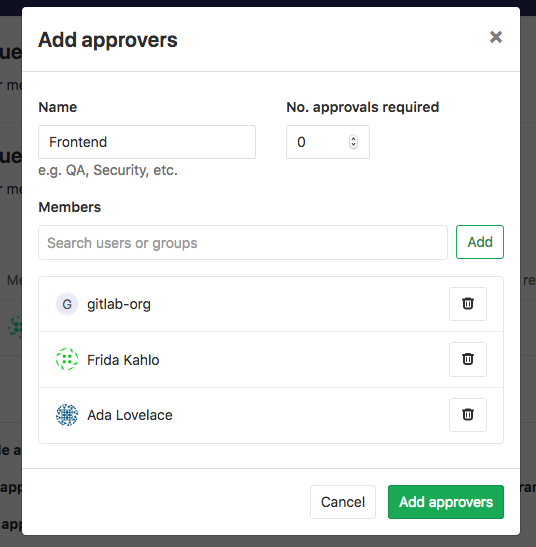 Add approvers
Name
No. approvals required
Frontend
0
e.g. QA, Security, etc.
Members
Search users or groups
Add
G gitlab-org
Frida Kahlo
Ada Lovelace
Cancel
Add approvers